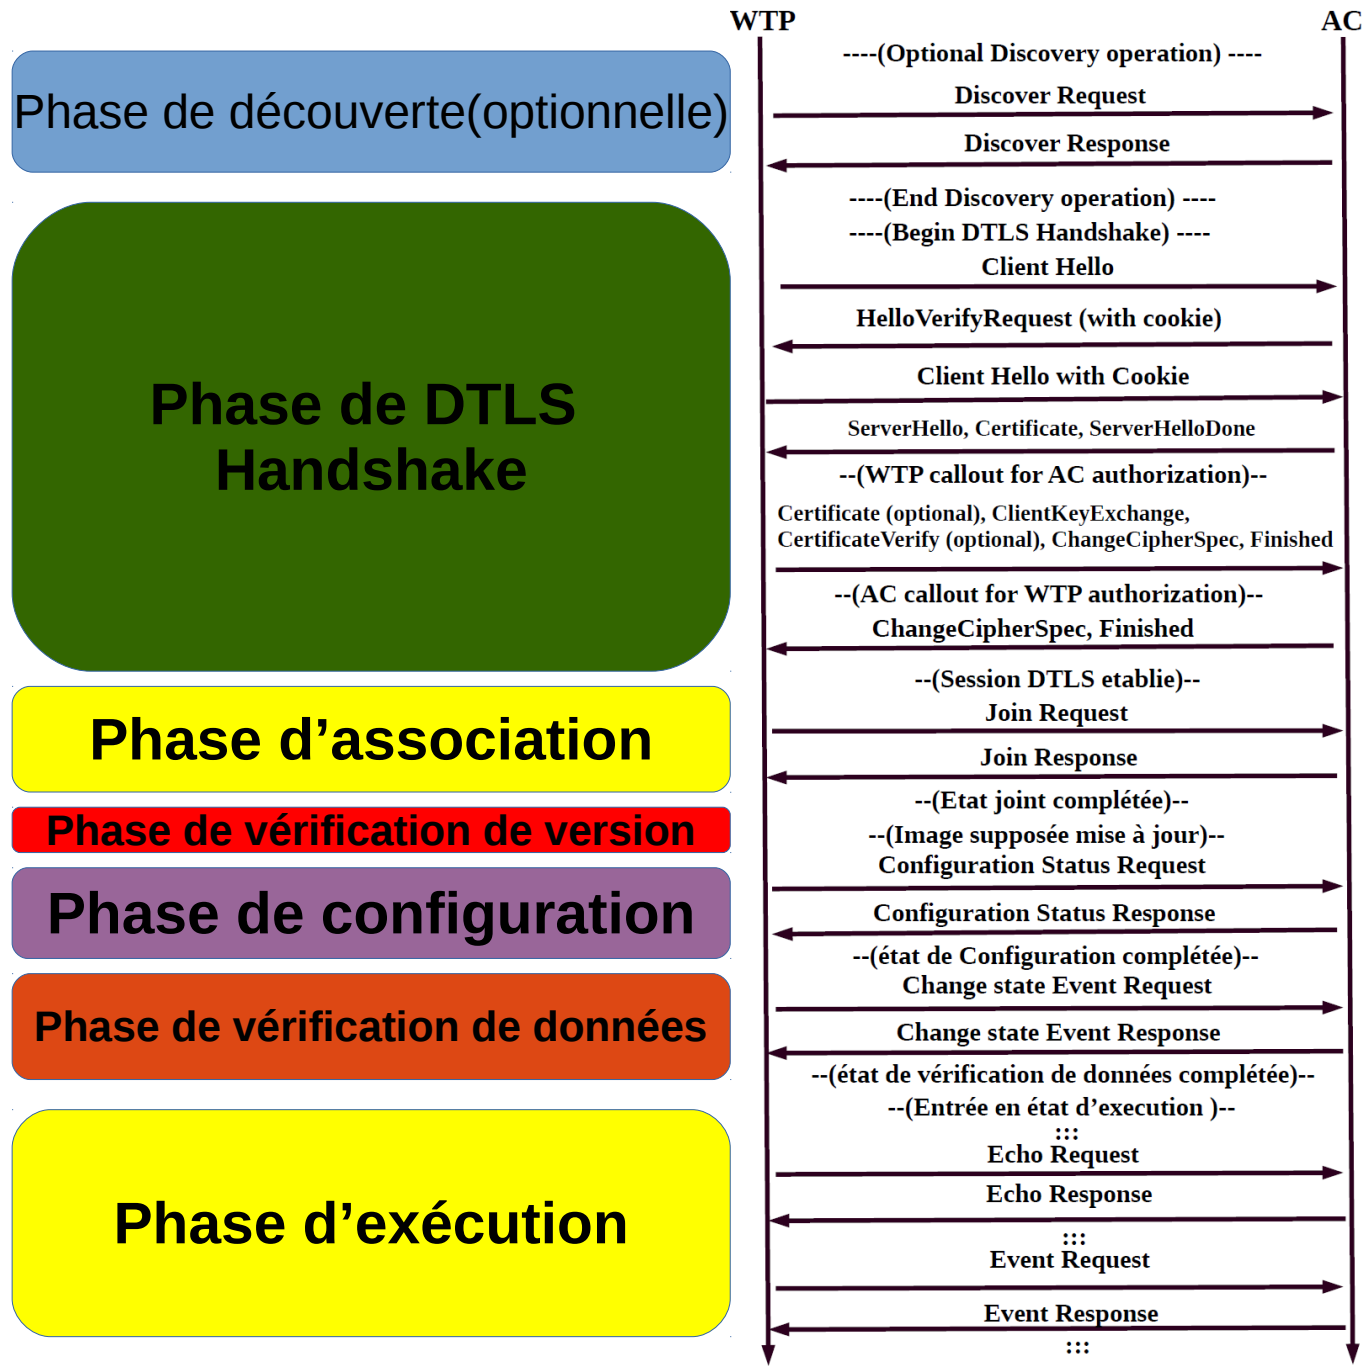 WTP
AC
Phase de découverte(optionnelle)
----(Optional Discovery operation) ----
Discover Request
Discover Response
----(End Discovery operation) ----
Phase de DTLS
Handshake
----(Begin DTLS Handshake) ----
Client Hello
HelloVerifyRequest (with cookie)
Client Hello with Cookie
ServerHello, Certificate, ServerHelloDone
--(WTP callout for AC authorization)--
Certificate (optional), ClientKeyExchange,
CertificateVerify (optional), ChangeCipherSpec, Finished
--(AC callout for WTP authorization)--
ChangeCipherSpec, Finished
--(Session DTLS etablie)--
Phase d’association
Join Request
Join Response
--(Etat joint complétée)--
Phase de vérification de version
--(Image supposée mise à jour)--
Phase de configuration
Configuration Status Request
Configuration Status Response
--(état de Configuration complétée)--
Phase de vérification de données
Change state Event Request
Change state Event Response
--(état de vérification de données complétée)--
Phase d’exécution
--(Entrée en état d’execution )--
:::
Echo Request
Echo Response
:::
Event Request
Event Response
:::